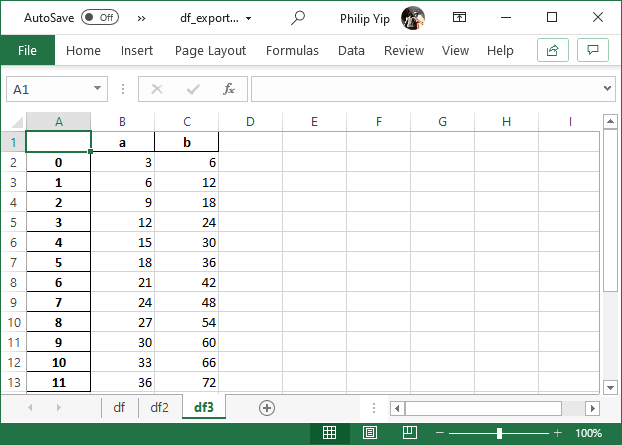 AutoSave Off » df_export... Philip Yip
File Home Insert Draw Page Layout Formulas Data Review View Help
A1 fx
A B C D E F G H I
1 a b
2 0 3 6
3 1 6 12
4 2 9 18
5 3 12 24
6 4 15 30
7 5 18 36
8 6 21 42
9 7 24 48
10 8 27 54
11 9 30 60
12 10 33 66
13 11 36 72
df df2 df3
100%